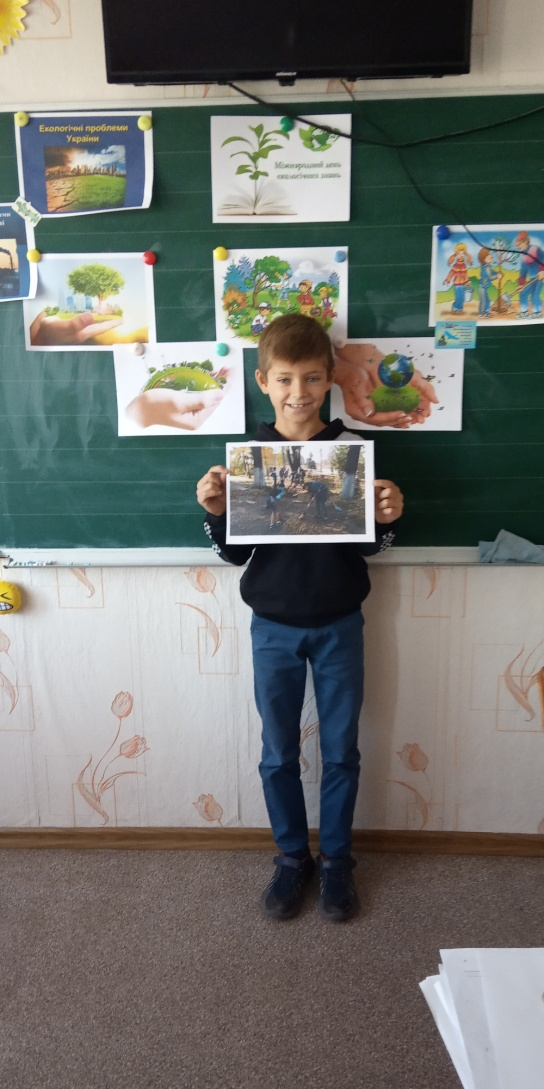 Екологічні проблеми
України
Міжнародний день
екологічних знань